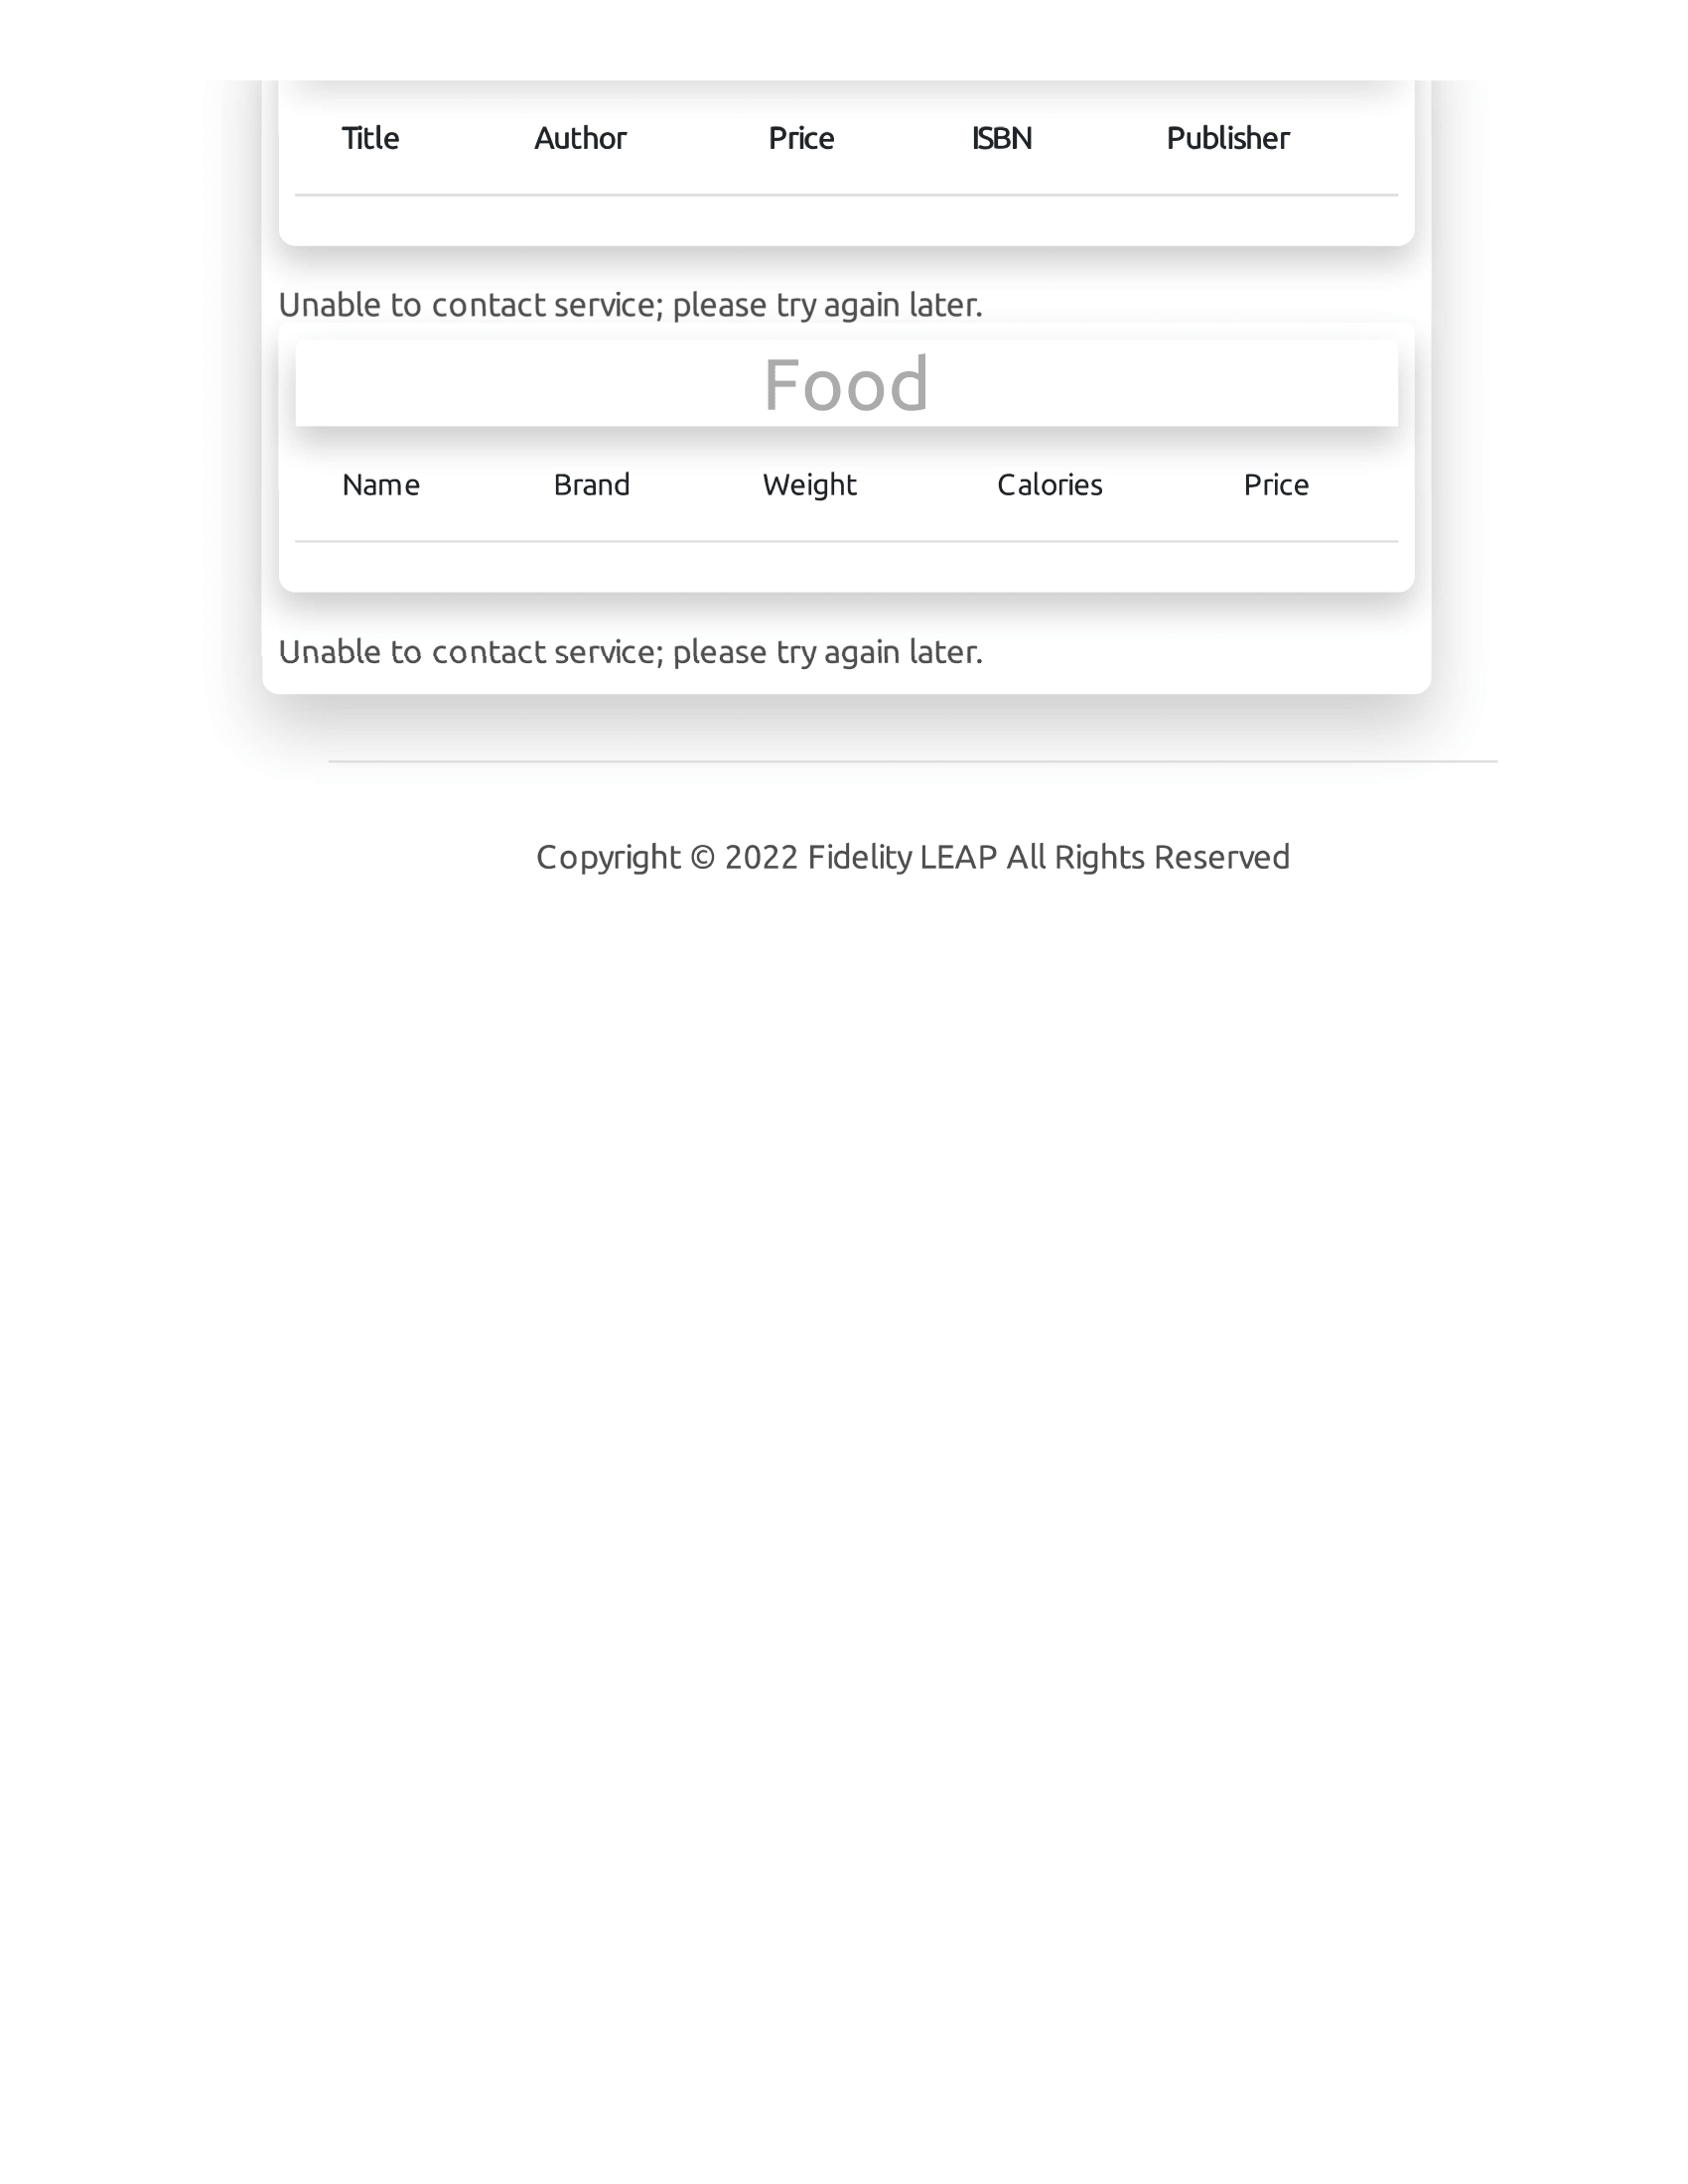 Title Author Price ISBN Publisher
Unable to contact service; please try again later.
Food
Name Brand Weight Calories Price
Unable to contact service; please try again later.
Copyright © 2022 Fidelity LEAP All Rights Reserved